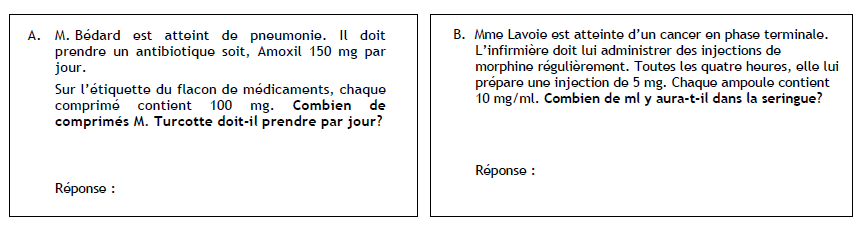 A. M. Bédard est atteint de pneumonie. Il doit
prendre un antibiotique soit, Amoxil 150 mg par
jour.
Sur l'étiquette du flacon de médicaments, chaque
comprimé contient 100 mg. Combien de
comprimés M. Turcotte doit-il prendre par jour?
Réponse :
B. Mme Lavoie est atteinte d'un cancer en phase terminale.
L'infirmière doit lui administrer des injections de
morphine régulièrement. Toutes les quatre heures, elle lui
prépare une injection de 5 mg. Chaque ampoule contient
10 mg/ml. Combien de ml y aura-t-il dans la seringue?
Réponse :